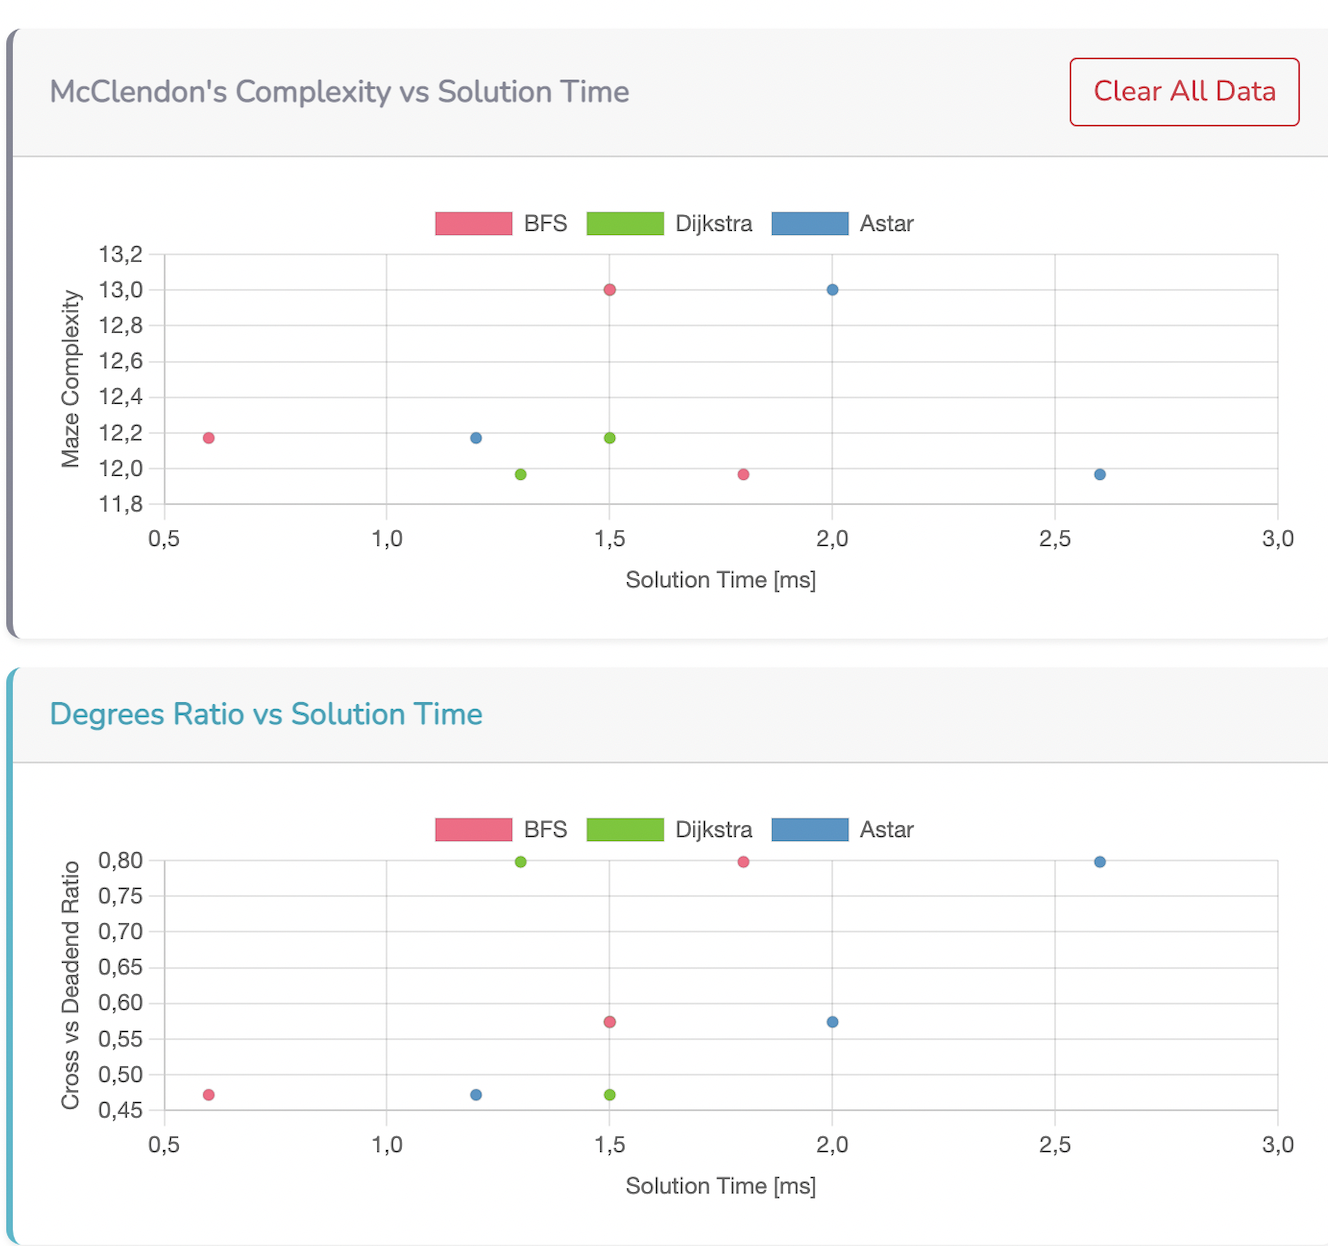 McClendon's Complexity vs Solution Time
Clear All Data
BFS Dijkstra Astar
13,2
13,0
12,8
12,6
12,4
12,2
12,0
11,8
Maze Complexity
0,5 1,0 1,5 2,0 2,5 3,0
Solution Time [ms]
Degrees Ratio vs Solution Time
BFS Dijkstra Astar
0,80
0,75
0,70
0,65
0,60
0,55
0,50
0,45
Cross vs Deadend Ratio
0,5 1,0 1,5 2,0 2,5 3,0
Solution Time [ms]